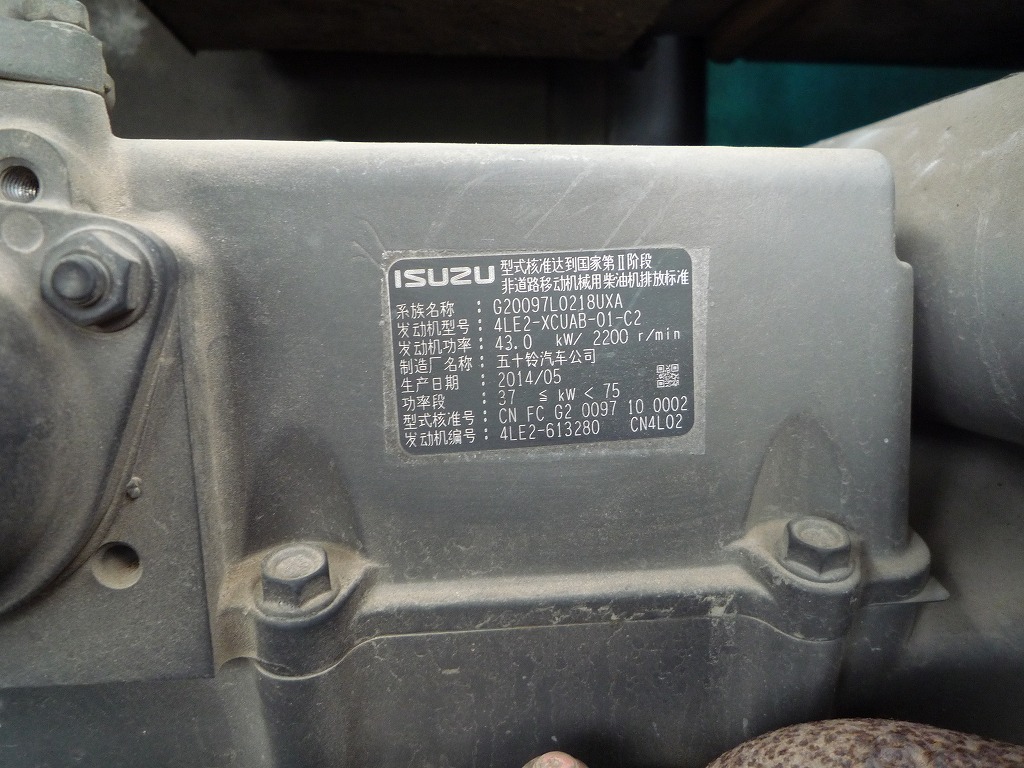 ISUZU 型式核准达到国家第Ⅱ阶段
非道路移动机械用柴油机排放标准
系族名称 : G20097L0218UXA
发动机型号 : 4LE2-XCUAB-01-C2
发动机功率 : 43.0 kW/ 2200 r/min
制造厂名称 : 五十铃汽车公司
生产日期 : 2014/05
功率段 : 37 ≦ kW < 75
型式核准号 : CN FC G2 0097 10 0002
发动机编号 : 4LE2-613280 CN4L02